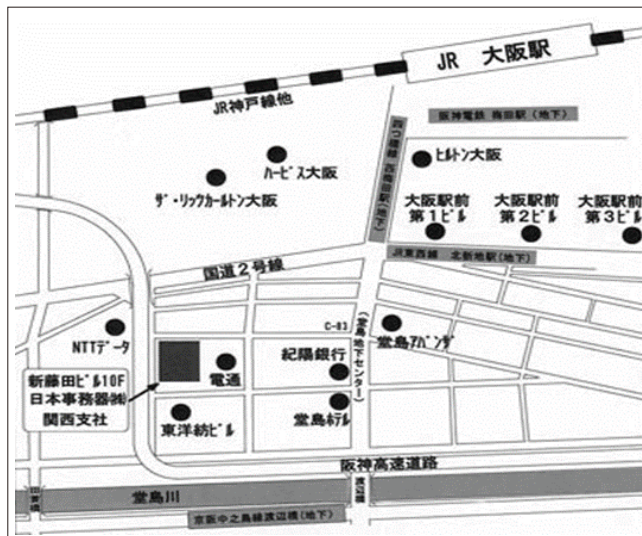 JR 大阪駅
JR神戸線他
阪神電鉄 梅田駅（地下）
四つ橋線 西梅田駅(地下)
ヒルトン大阪
ハービス大阪
ザ・リックカールトン大阪
大阪駅前
第1ビル
大阪駅前
第2ビル
大阪駅前
第3ビル
JR東西線 北新地駅(地下)
国道2号線
C-83
(堂島地下センター)
堂島アバンザ
NTTデータ
電通
紀陽銀行
新藤田ビル10F
日本事務器㈱
関西支社
東洋紡ビル
堂島ホテル
阪神高速道路
堂島川
渡辺橋
京阪中之島線渡辺橋(地下)